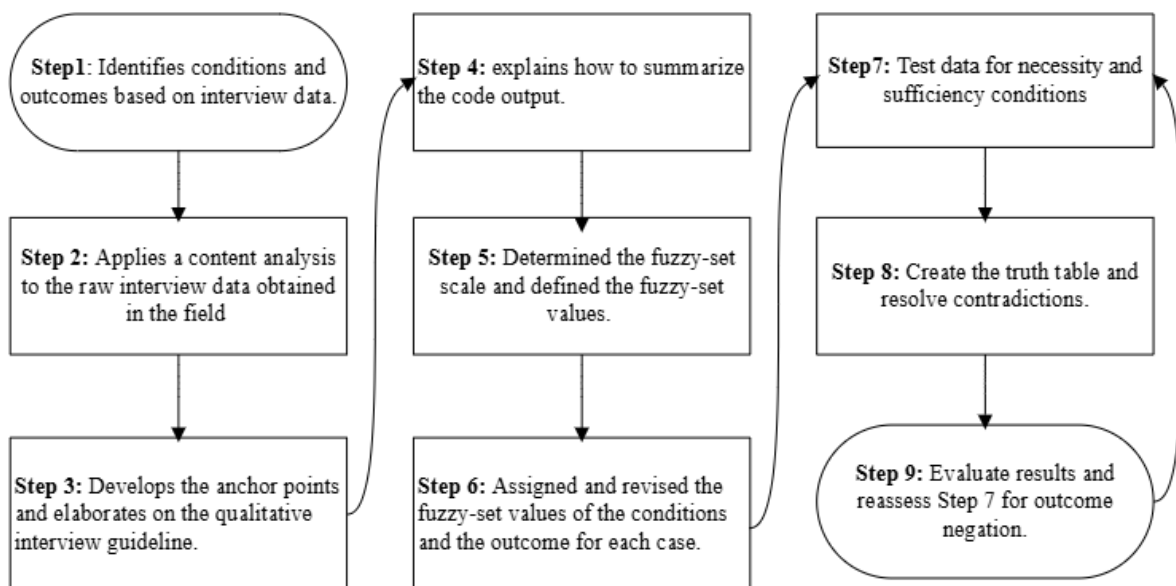 Step1: Identifies conditions and
outcomes based on interview data.
Step 2: Applies a content analysis
to the raw interview data obtained
in the field
Step 3: Develops the anchor points
and elaborates on the qualitative
interview guideline.
Step 4: explains how to summarize
the code output.
Step 5: Determined the fuzzy-set
scale and defined the fuzzy-set
values.
Step 6: Assigned and revised the
fuzzy-set values of the conditions
and the outcome for each case.
Step7: Test data for necessity and
sufficiency conditions
Step 8: Create the truth table and
resolve contradictions.
Step 9: Evaluate results and
reassess Step 7 for outcome
negation.